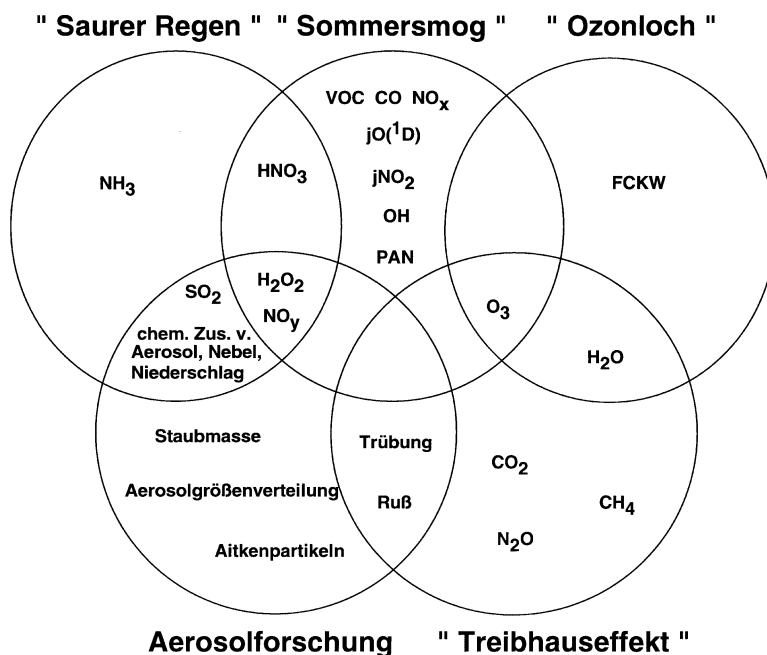 " Saurer Regen " " Sommersmog " " Ozonloch "
VOC CO NOx
jO(¹D)
HNO₃
jNO₂
NH₃
FCKW
OH
PAN
H₂O₂
SO₂
O₃
NOy
chem. Zus. v.
Aerosol, Nebel,
Niederschlag
H₂O
Staubmasse
Trübung
CO₂
Aerosolgrößenverteilung
Ruß
CH₄
N₂O
Aitkenpartikeln
Aerosolforschung " Treibhauseffekt "